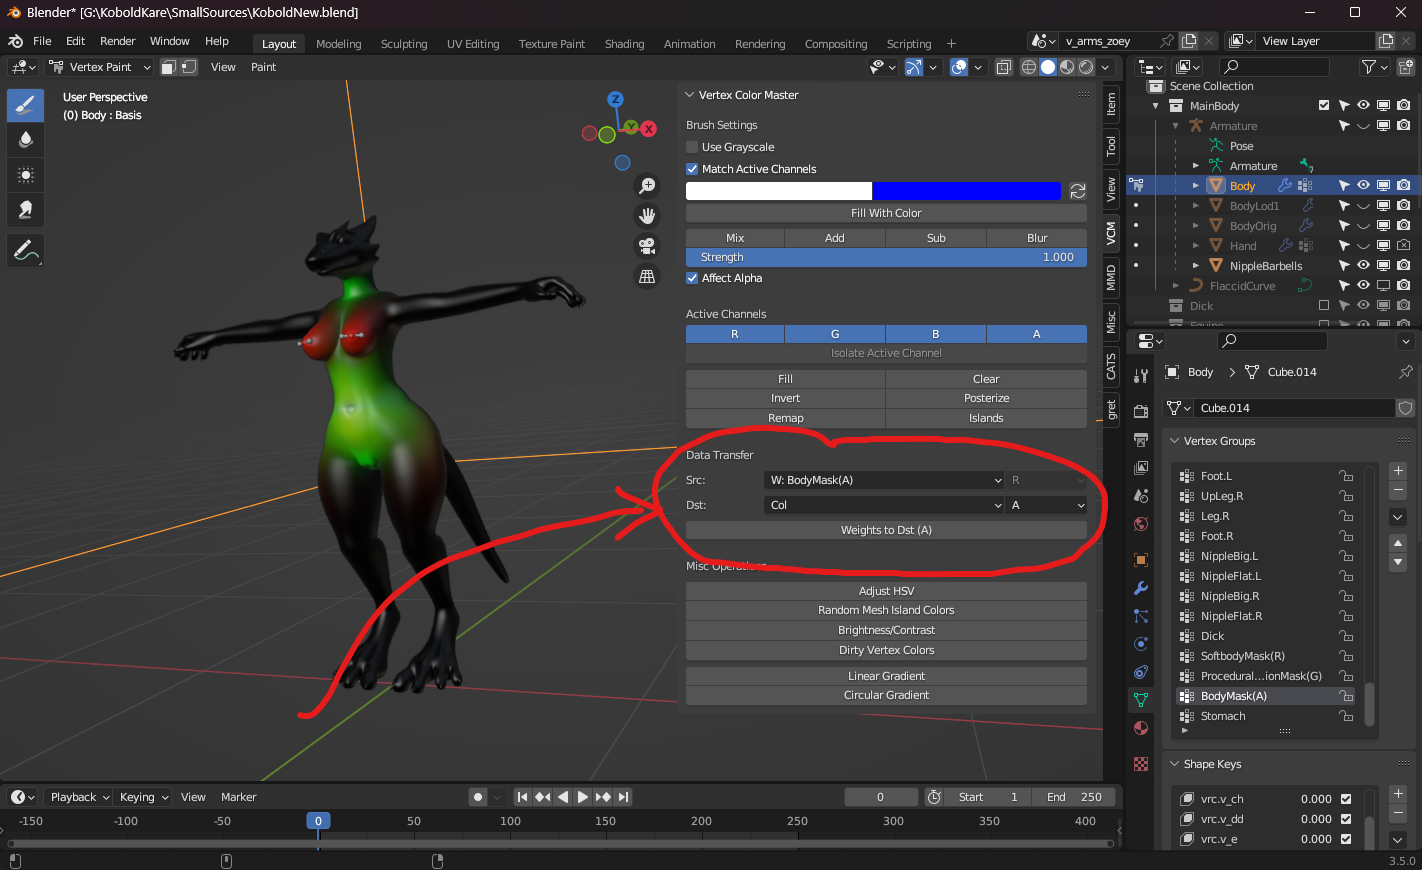 Blender* [G:\KoboldKare\SmallSources\KoboldNew.blend]
File Edit Render Window Help Layout Modeling Sculpting UV Editing Texture Paint Shading Animation Rendering Compositing Scripting + v_arms_zoey View Layer
Vertex Paint View Paint
User Perspective
(0) Body : Basis
Z
Y
X
Vertex Color Master
Brush Settings
Use Grayscale
Match Active Channels
Fill With Color
Mix Add Sub Blur
Strength 1.000
Affect Alpha
Active Channels
R G B A
Isolate Active Channel
Fill Clear
Invert Posterize
Remap Islands
Data Transfer
Src: W: BodyMask(A) R
Dst: Col A
Weights to Dst (A)
Misc Operations
Adjust HSV
Random Mesh Island Colors
Brightness/Contrast
Dirty Vertex Colors
Linear Gradient
Circular Gradient
Item
Tool
View
VCM
MMD
Misc
CATS
gret
Scene Collection
MainBody
Armature
Pose
Armature
Body
BodyLod1
BodyOrig
Hand
NippleBarbells
FlaccidCurve
Dick
Equine
Body Cube.014
Cube.014
Vertex Groups
Foot.L
UpLeg.R
Leg.R
Foot.R
NippleBig.L
NippleFlat.L
NippleBig.R
NippleFlat.R
Dick
SoftbodyMask(R)
Procedural...ionMask(G)
BodyMask(A)
Stomach
Shape Keys
vrc.v_ch 0.000
vrc.v_dd 0.000
vrc.v_e 0.000
Playback Keying View Marker 0 Start 1 End 250
-150 -100 -50 0 50 100 150 200 250 300 350 400
3.5.0